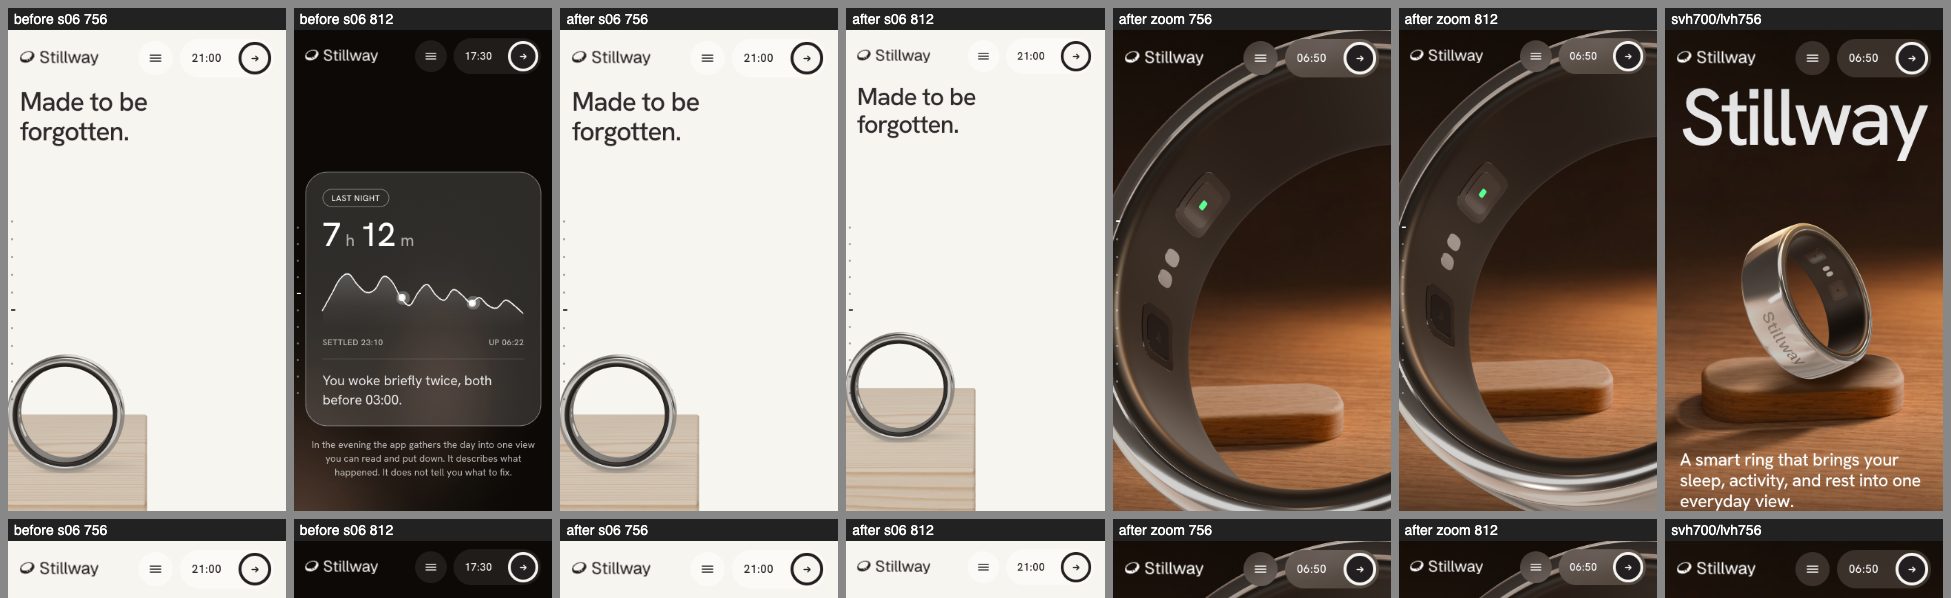 before s06 756
before s06 812
after s06 756
after s06 812
after zoom 756
after zoom 812
svh700/lvh756
Stillway
21:00
Made to be
forgotten.
Stillway
17:30
LAST NIGHT
7 h 12 m
SETTLED 23:10
UP 06:22
You woke briefly twice, both
before 03:00.
In the evening the app gathers the day into one view
you can read and put down. It describes what
happened. It does not tell you what to fix.
Stillway
21:00
Made to be
forgotten.
Stillway
21:00
Made to be
forgotten.
Stillway
06:50
Stillway
06:50
Stillway
06:50
Stillway
Stillway
A smart ring that brings your
sleep, activity, and rest into one
everyday view.
before s06 756
before s06 812
after s06 756
after s06 812
after zoom 756
after zoom 812
svh700/lvh756
Stillway
21:00
Stillway
17:30
Stillway
21:00
Stillway
21:00
Stillway
06:50
Stillway
06:50
Stillway
06:50